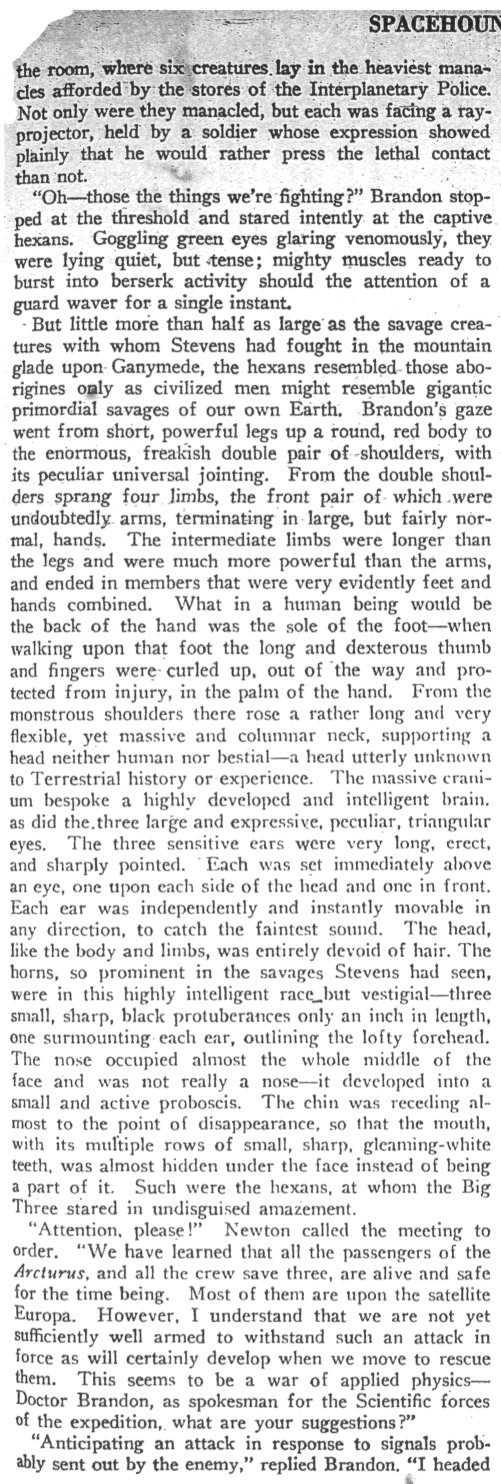 SPACEHOUN
the room, where six creatures lay in the heaviest mana-
cles afforded by the stores of the Interplanetary Police.
Not only were they manacled, but each was facing a ray-
projector, held by a soldier whose expression showed
plainly that he would rather press the lethal contact
than not.
"Oh—those the things we're fighting?" Brandon stop-
ped at the threshold and stared intently at the captive
hexans. Goggling green eyes glaring venomously, they
were lying quiet, but tense; mighty muscles ready to
burst into berserk activity should the attention of a
guard waver for a single instant.
But little more than half as large as the savage crea-
tures with whom Stevens had fought in the mountain
glade upon Ganymede, the hexans resembled those abo-
rigines only as civilized men might resemble gigantic
primordial savages of our own Earth. Brandon's gaze
went from short, powerful legs up a round, red body to
the enormous, freakish double pair of shoulders, with
its peculiar universal jointing. From the double shoul-
ders sprang four limbs, the front pair of which were
undoubtedly arms, terminating in large, but fairly nor-
mal, hands. The intermediate limbs were longer than
the legs and were much more powerful than the arms,
and ended in members that were very evidently feet and
hands combined. What in a human being would be
the back of the hand was the sole of the foot—when
walking upon that foot the long and dexterous thumb
and fingers were curled up, out of the way and pro-
tected from injury, in the palm of the hand. From the
monstrous shoulders there rose a rather long and very
flexible, yet massive and columnar neck, supporting a
head neither human nor bestial—a head utterly unknown
to Terrestrial history or experience. The massive crani-
um bespoke a highly developed and intelligent brain.
as did the three large and expressive, peculiar, triangular
eyes. The three sensitive ears were very long, erect,
and sharply pointed. Each was set immediately above
an eye, one upon each side of the head and one in front.
Each ear was independently and instantly movable in
any direction, to catch the faintest sound. The head,
like the body and limbs, was entirely devoid of hair. The
horns, so prominent in the savages Stevens had seen,
were in this highly intelligent race but vestigial—three
small, sharp, black protuberances only an inch in length,
one surmounting each ear, outlining the lofty forehead.
The nose occupied almost the whole middle of the
face and was not really a nose—it developed into a
small and active proboscis. The chin was receding al-
most to the point of disappearance, so that the mouth,
with its multiple rows of small, sharp, gleaming-white
teeth, was almost hidden under the face instead of being
a part of it. Such were the hexans, at whom the Big
Three stared in undisguised amazement.
"Attention, please!" Newton called the meeting to
order. "We have learned that all the passengers of the
Arcturus, and all the crew save three, are alive and safe
for the time being. Most of them are upon the satellite
Europa. However, I understand that we are not yet
sufficiently well armed to withstand such an attack in
force as will certainly develop when we move to rescue
them. This seems to be a war of applied physics—
Doctor Brandon, as spokesman for the Scientific forces
of the expedition, what are your suggestions?"
"Anticipating an attack in response to signals prob-
ably sent out by the enemy," replied Brandon. "I headed